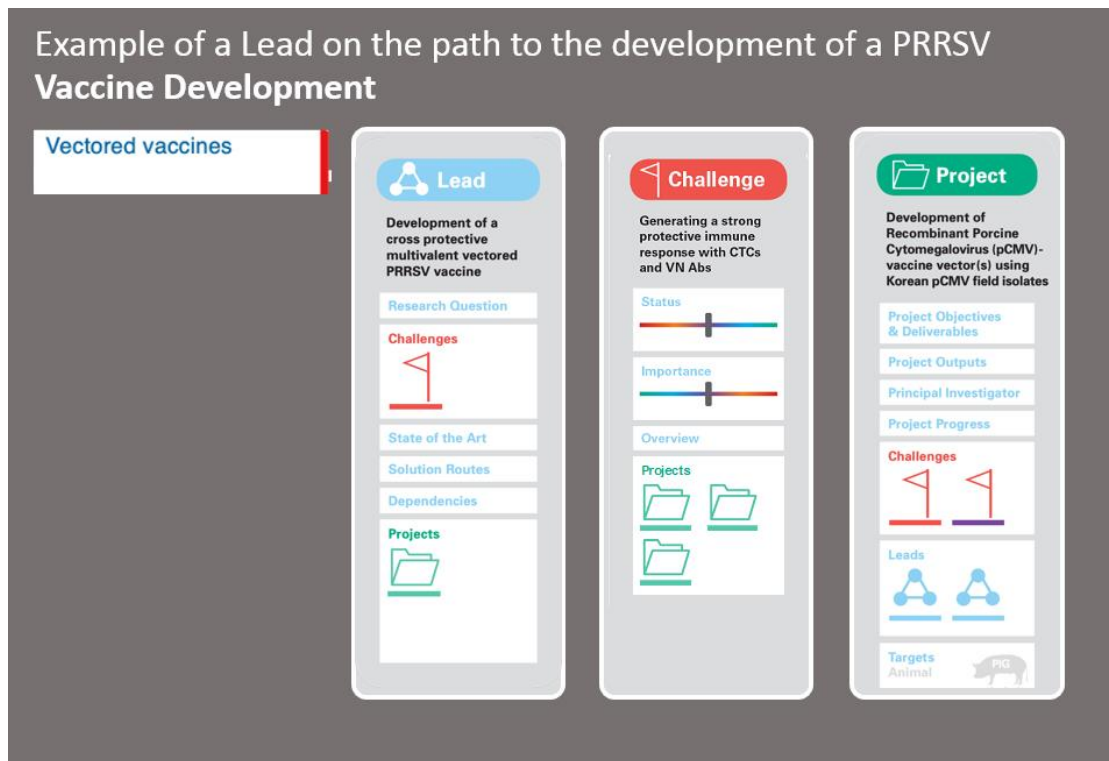 Example of a Lead on the path to the development of a PRRSV
Vaccine Development
Vectored vaccines
Lead
Development of a
cross protective
multivalent vectored
PRRSV vaccine
Research Question
Challenges
State of the Art
Solution Routes
Dependencies
Projects
Challenge
Generating a strong
protective immune
response with CTCs
and VN Abs
Status
Importance
Overview
Projects
Project
Development of
Recombinant Porcine
Cytomegalovirus (pCMV)-
vaccine vector(s) using
Korean pCMV field isolates
Project Objectives
& Deliverables
Project Outputs
Principal Investigator
Project Progress
Challenges
Leads
Targets
Animal
PIG